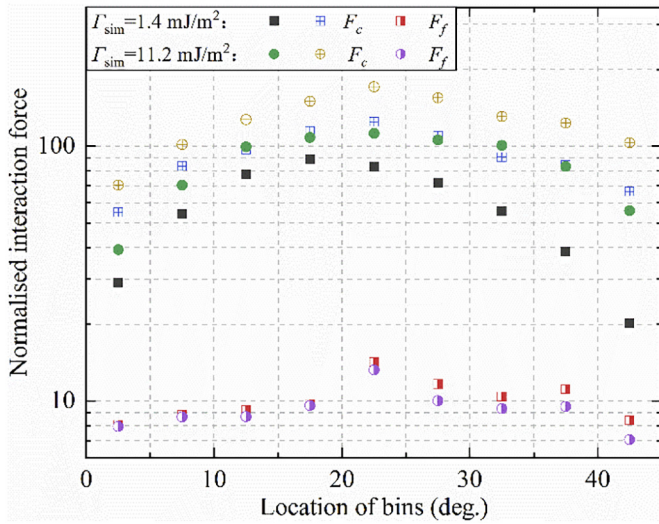 Γsim=1.4 mJ/m²: Fc Ff
Γsim=11.2 mJ/m²: Fc Ff
Normalised interaction force
100
10
0 10 20 30 40
Location of bins (deg.)